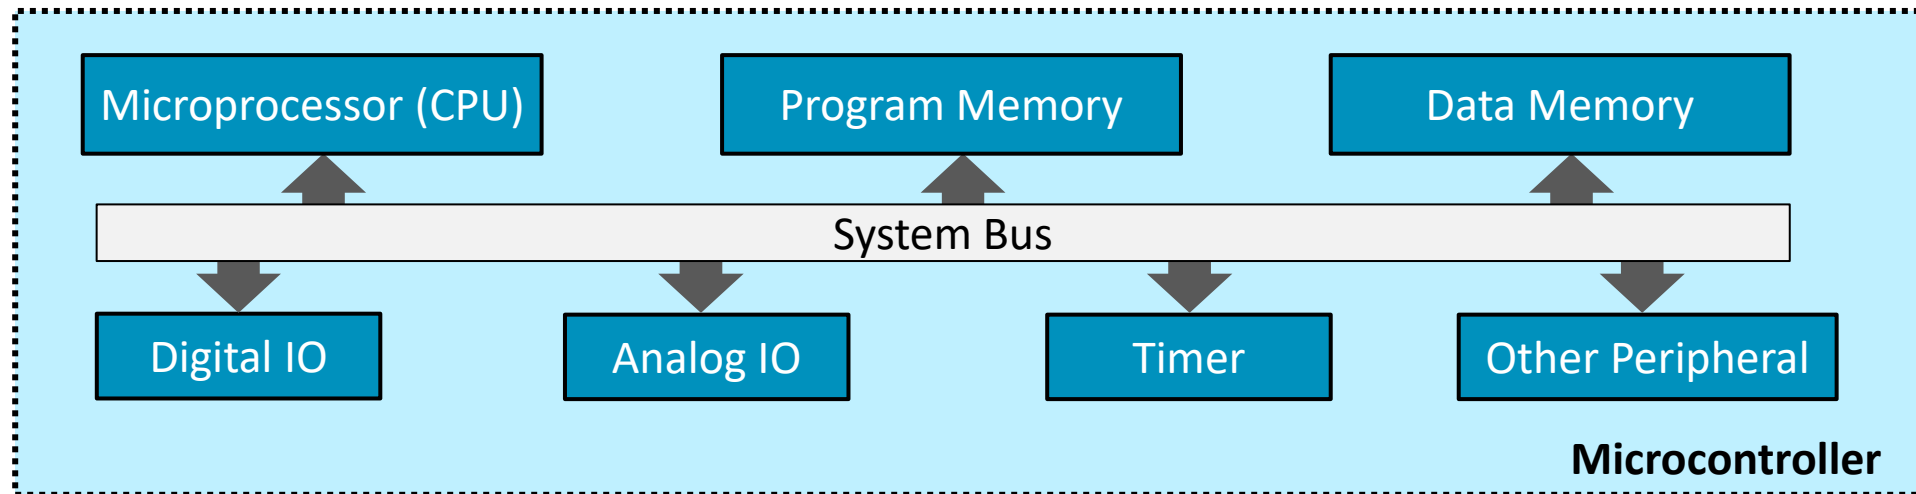 Microprocessor (CPU)
Program Memory
Data Memory
System Bus
Digital IO
Analog IO
Timer
Other Peripheral
Microcontroller